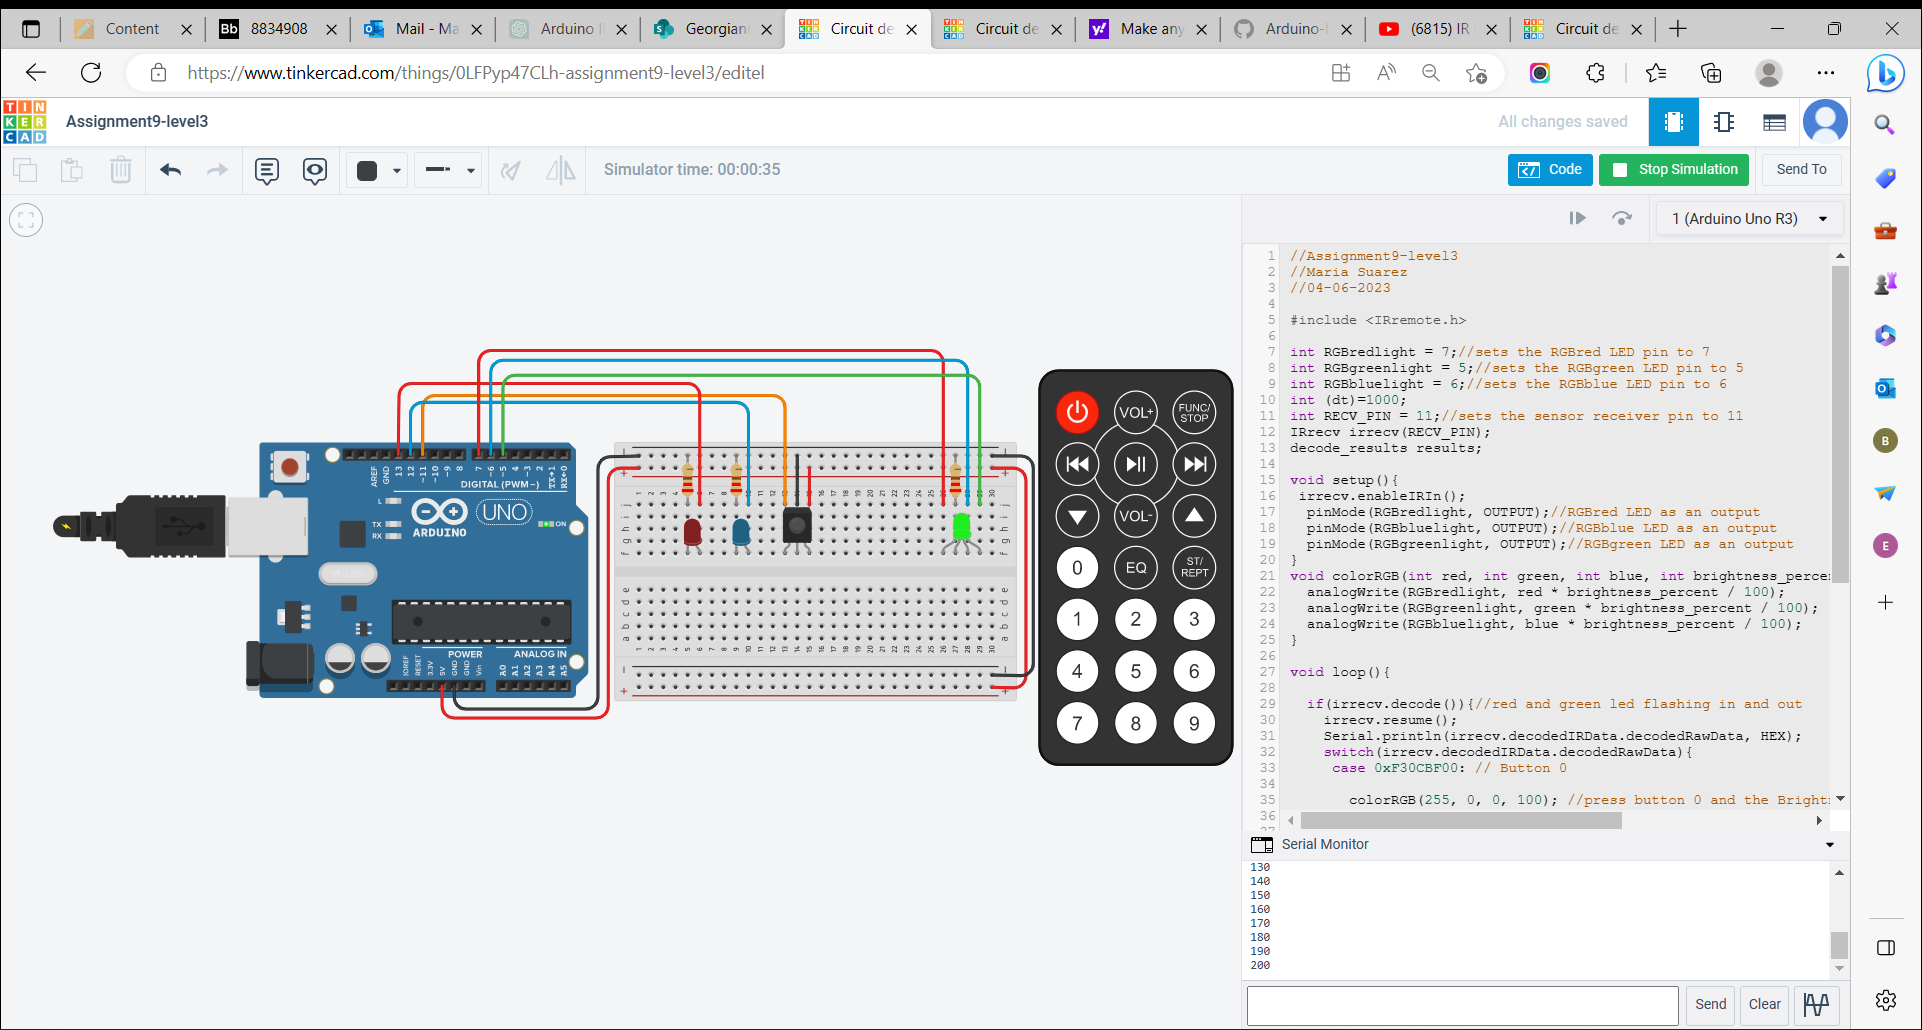 Content
Bb 8834908
Mail - Ma
Arduino I
Georgian
Circuit de
Circuit de
y! Make any
Arduino-
(6815) IR
Circuit de
https://www.tinkercad.com/things/0LFPyp47CLh-assignment9-level3/editel
TIN
KER
CAD
Assignment9-level3
All changes saved
Simulator time: 00:00:35
Code
Stop Simulation
Send To
1 (Arduino Uno R3)
1 //Assignment9-level3
2 //Maria Suarez
3 //04-06-2023
4
5 #include <IRremote.h>
6
7 int RGBredlight = 7;//sets the RGBred LED pin to 7
8 int RGBgreenlight = 5;//sets the RGBgreen LED pin to 5
9 int RGBbluelight = 6;//sets the RGBblue LED pin to 6
10 int (dt)=1000;
11 int RECV_PIN = 11;//sets the sensor receiver pin to 11
12 IRrecv irrecv(RECV_PIN);
13 decode_results results;
14
15 void setup(){
16 irrecv.enableIRIn();
17 pinMode(RGBredlight, OUTPUT);//RGBred LED as an output
18 pinMode(RGBbluelight, OUTPUT);//RGBblue LED as an output
19 pinMode(RGBgreenlight, OUTPUT);//RGBgreen LED as an output
20 }
21 void colorRGB(int red, int green, int blue, int brightness_percen
22 analogWrite(RGBredlight, red * brightness_percent / 100);
23 analogWrite(RGBgreenlight, green * brightness_percent / 100);
24 analogWrite(RGBbluelight, blue * brightness_percent / 100);
25 }
26
27 void loop(){
28
29 if(irrecv.decode()){//red and green led flashing in and out
30 irrecv.resume();
31 Serial.println(irrecv.decodedIRData.decodedRawData, HEX);
32 switch(irrecv.decodedIRData.decodedRawData){
33 case 0xF30CBF00: // Button 0
34
35 colorRGB(255, 0, 0, 100); //press button 0 and the Brightn
36
37
Serial Monitor
130
140
150
160
170
180
190
200
Send
Clear
AREF
GND
13
12
~11
~10
~9
8
7
~6
~5
4
~3
2
TX→1
RX←0
DIGITAL (PWM~)
L
TX
RX
UNO
ON
ARDUINO
POWER
ANALOG IN
IOREF
RESET
3.3V
5V
GND
GND
Vin
A0
A1
A2
A3
A4
A5
VOL+
FUNC/
STOP
VOL-
0
EQ
ST/
REPT
1 2 3
4 5 6
7 8 9
B
E